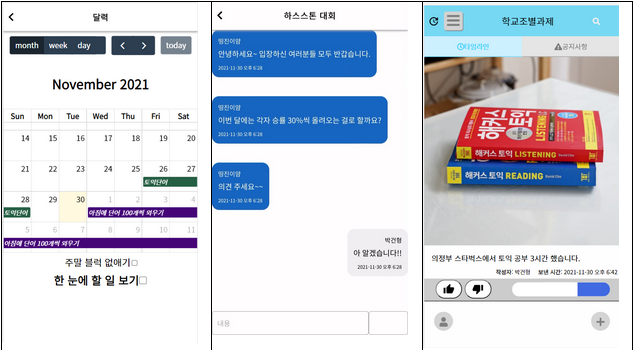 달력
month week day
today
November 2021
Sun Mon Tue Wed Thu Fri Sat
14 15 16 17 18 19 20
21 22 23 24 25 26 27
토익단어
28 29 30 1 2 3 4
토익단어 아침에 단어 100개씩 외우기
5 6 7 8 9 10 11
아침에 단어 100개씩 외우기
주말 블럭 없애기
한 눈에 할 일 보기
하스스톤 대회
명진이맘
안녕하세요~ 입장하신 여러분들 모두 반갑습니다.
2021-11-30 오후 6:28
명진이맘
이번 달에는 각자 승률 30%씩 올려오는 걸로 할까요?
2021-11-30 오후 6:28
명진이맘
의견 주세요~~
2021-11-30 오후 6:28
박건형
아 알겠습니다!!
2021-11-30 오후 6:28
내용
학교조별과제
타임라인
공지사항
해커스
토익
LISTENING
해커스 토익 LISTENING
해커스 토익 READING
의정부 스타벅스에서 토익 공부 3시간 했습니다.
작성자: 박건형 보낸 시간: 2021-11-30 오후 6:42